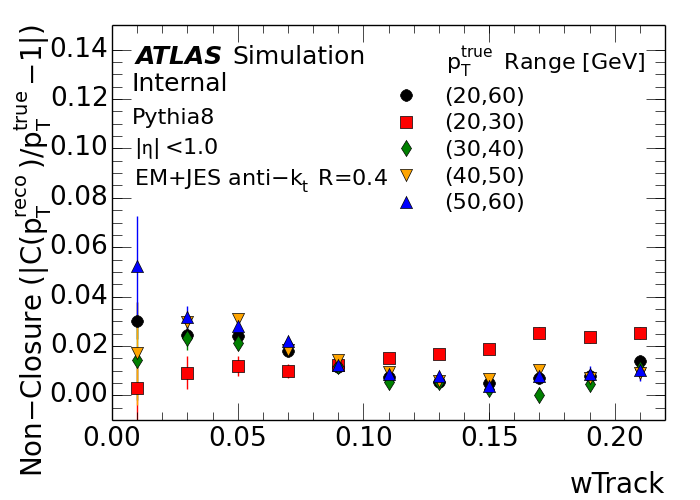 ATLAS Simulation
Internal
Pythia8
|η| <1.0
EM+JES anti−k_t R=0.4
p_T^true Range [GeV]
(20,60)
(20,30)
(30,40)
(40,50)
(50,60)
Non−Closure (|C(p_T^reco)/p_T^true −1|)
0.14
0.12
0.10
0.08
0.06
0.04
0.02
0.00
0.00 0.05 0.10 0.15 0.20
wTrack